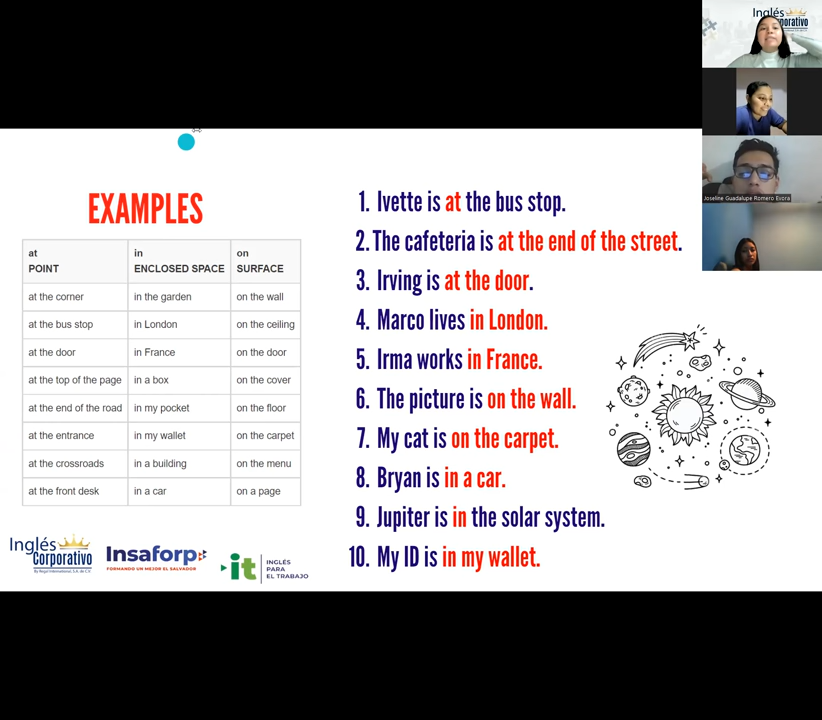 Inglés
Corporativo
Joseline Guadalupe Romero Evora
EXAMPLES
at
POINT
in
ENCLOSED SPACE
on
SURFACE
at the corner
in the garden
on the wall
at the bus stop
in London
on the ceiling
at the door
in France
on the door
at the top of the page
in a box
on the cover
at the end of the road
in my pocket
on the floor
at the entrance
in my wallet
on the carpet
at the crossroads
in a building
on the menu
at the front desk
in a car
on a page
1. Ivette is at the bus stop.
2. The cafeteria is at the end of the street.
3. Irving is at the door.
4. Marco lives in London.
5. Irma works in France.
6. The picture is on the wall.
7. My cat is on the carpet.
8. Bryan is in a car.
9. Jupiter is in the solar system.
10. My ID is in my wallet.
Inglés
Corporativo
By Regal International, S.A. de C.V.
Insaforp
FORMANDO UN MEJOR EL SALVADOR
it
INGLÉS
PARA
EL TRABAJO